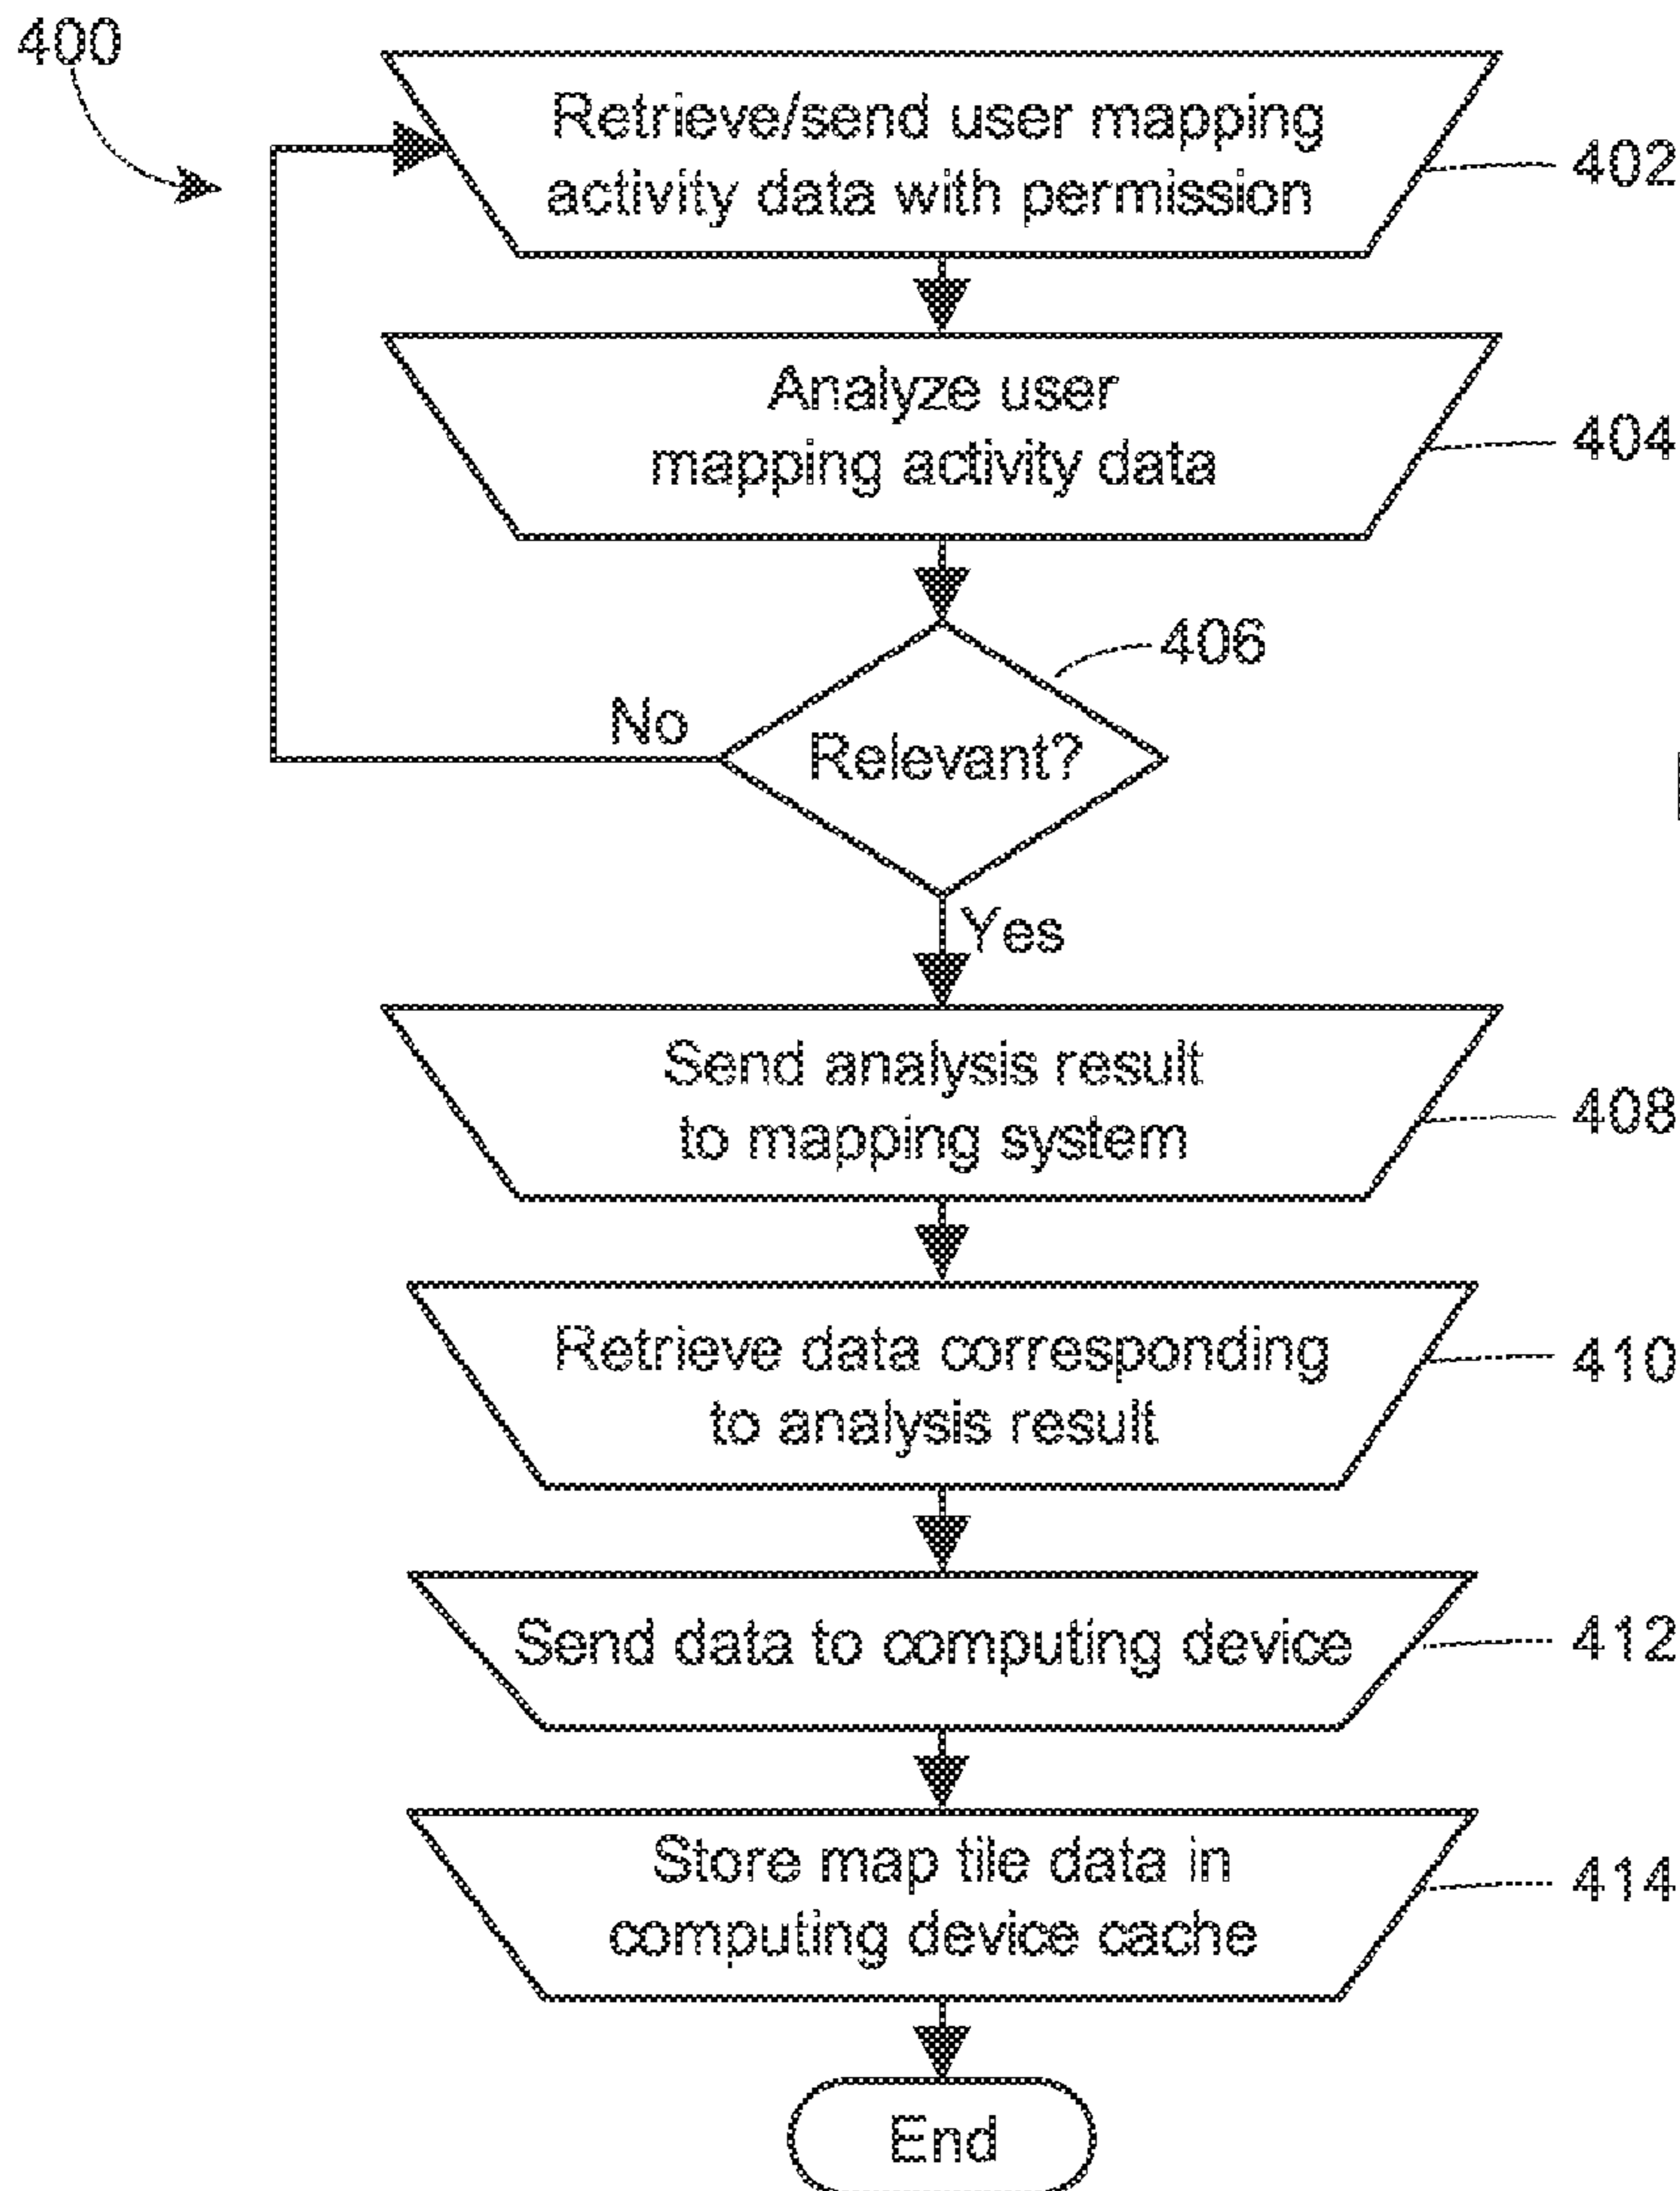 400
Retrieve/send user mapping
activity data with permission
402
Analyze user
mapping activity data
404
406
No
Relevant?
Yes
Send analysis result
to mapping system
408
Retrieve data corresponding
to analysis result
410
Send data to computing device
412
Store map tile data in
computing device cache
414
End